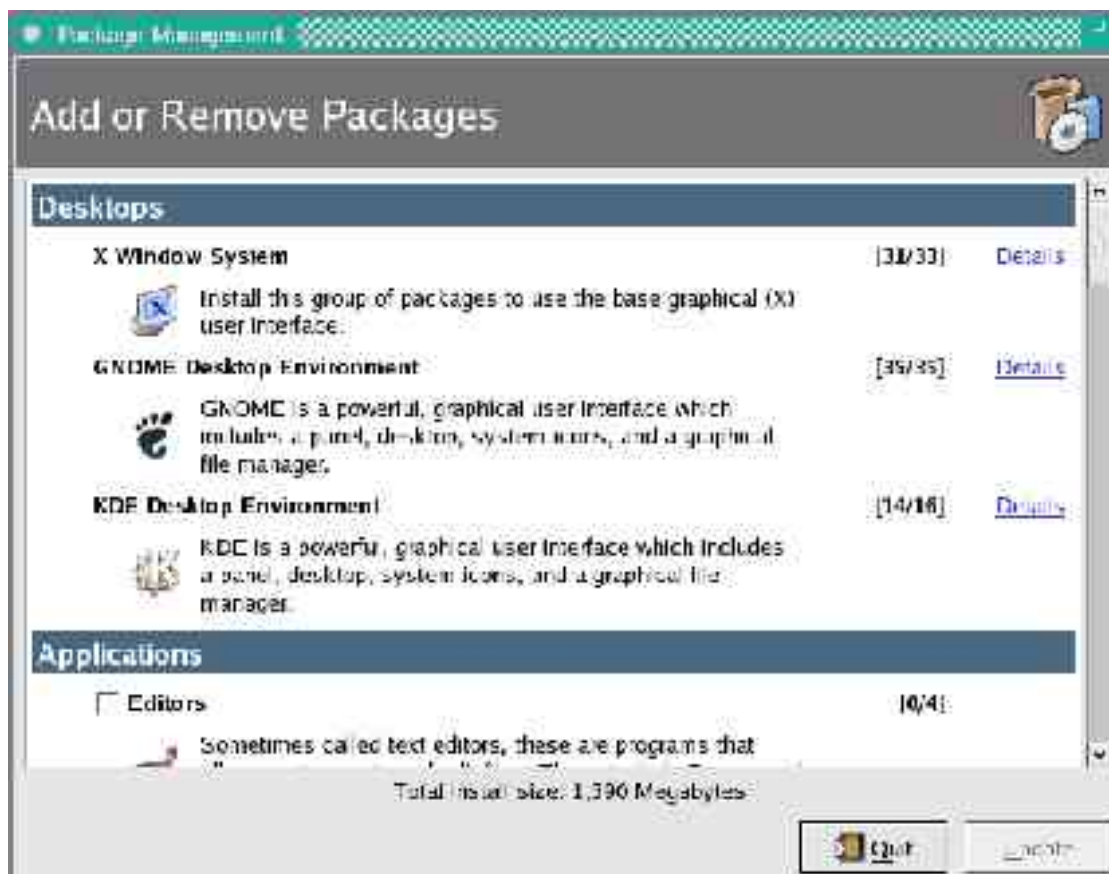 Package Management
Add or Remove Packages
Desktops
X Window System [31/33] Details
Install this group of packages to use the base graphical (X)
user interface.
GNOME Desktop Environment [35/35] Details
GNOME is a powerful, graphical user interface which
includes a panel, desktop, system icons, and a graphical
file manager.
KDE Desktop Environment [14/16] Details
KDE is a powerful, graphical user interface which includes
a panel, desktop, system icons, and a graphical file
manager.
Applications
Editors [0/4]
Sometimes called text editors, these are programs that
Total install size: 1,390 Megabytes
Quit Update